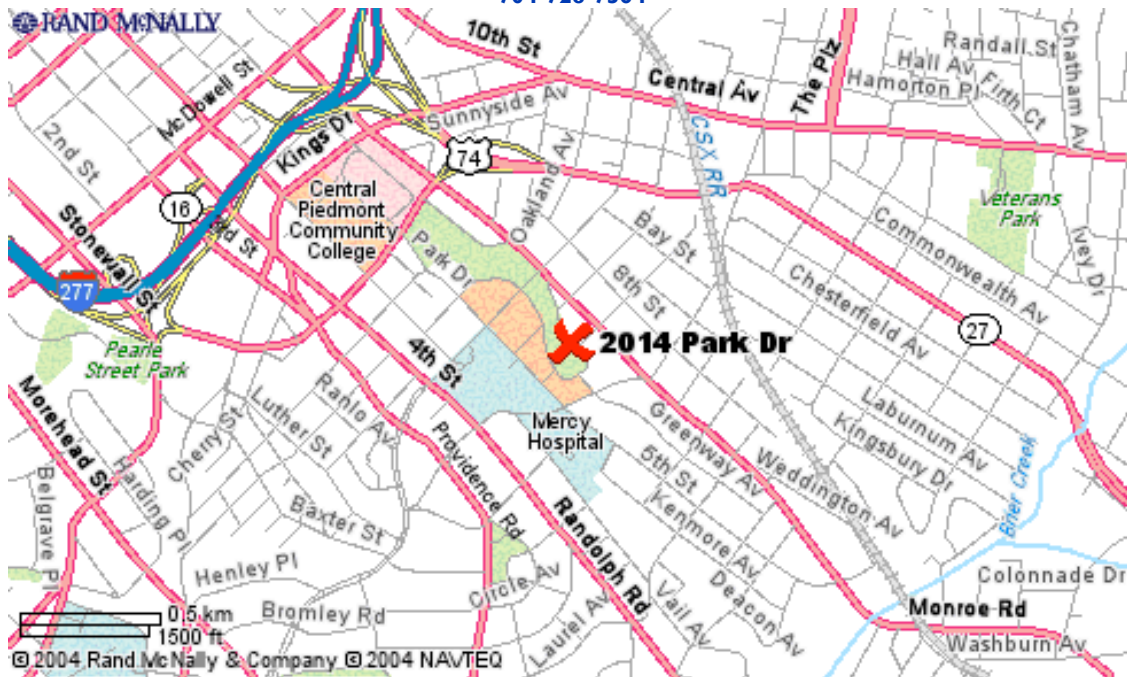 RAND McNALLY
10th St
Randall St
Hall Av
Hamorton Pl
Firth Ct
Chatham Av
Central Av
The Plz
McDowell St
Sunnyside Av
2nd St
Kings Dr
74
CSX RR
16
Central
Piedmont
Community
College
Oakland Av
Veterans
Park
Stonewall St
3rd St
Park Dr
Bay St
Commonwealth Av
Ivey Dr
277
8th St
Chesterfield Av
27
2014 Park Dr
Pearle
Street Park
4th St
Morehead St
Cherry St
Luther St
Ranlo Av
Mercy
Hospital
Greenway Av
Laburnum Av
Kingsbury Dr
Providence Rd
5th St
Weddington Av
Brier Creek
Belgrave Pl
Harding Pl
Baxter St
Randolph Rd
Kenmore Av
Henley Pl
Circle Av
Deacon Av
Colonnade Dr
0.5 km
Bromley Rd
Laurel Av
Vail Av
Monroe Rd
1500 ft
Washburn Av
© 2004 Rand McNally & Company © 2004 NAVTEQ